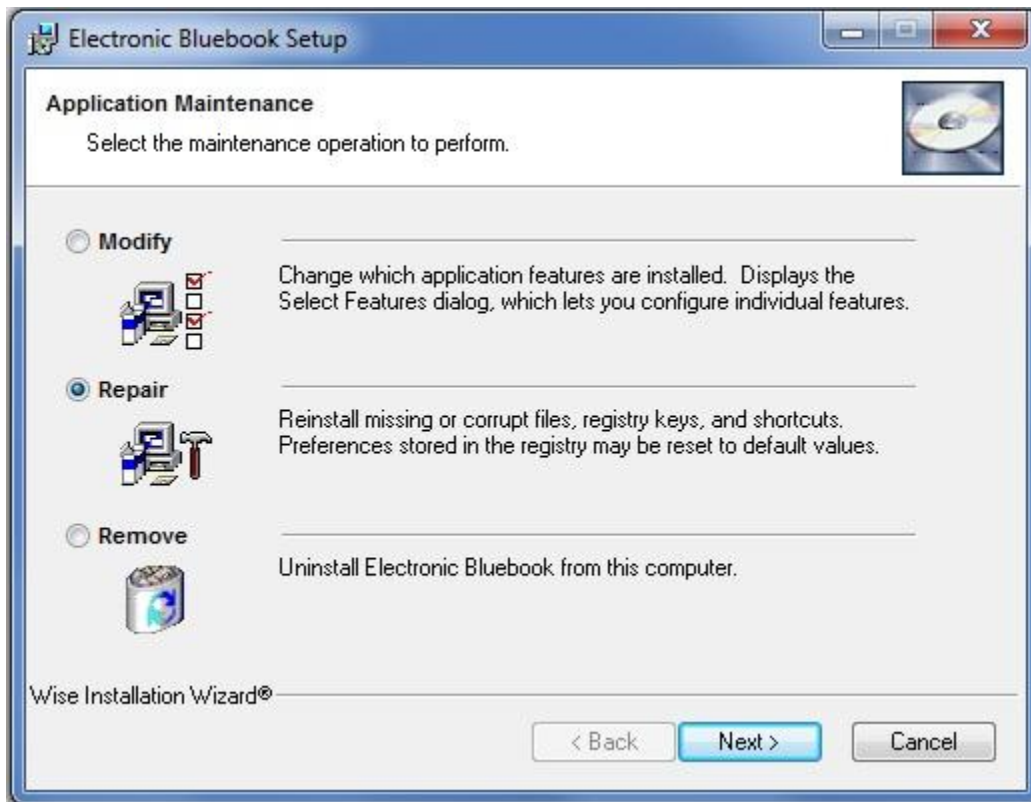 Electronic Bluebook Setup
Application Maintenance
Select the maintenance operation to perform.
Modify
Change which application features are installed.  Displays the
Select Features dialog, which lets you configure individual features.
Repair
Reinstall missing or corrupt files, registry keys, and shortcuts.
Preferences stored in the registry may be reset to default values.
Remove
Uninstall Electronic Bluebook from this computer.
Wise Installation Wizard®
< Back
Next >
Cancel